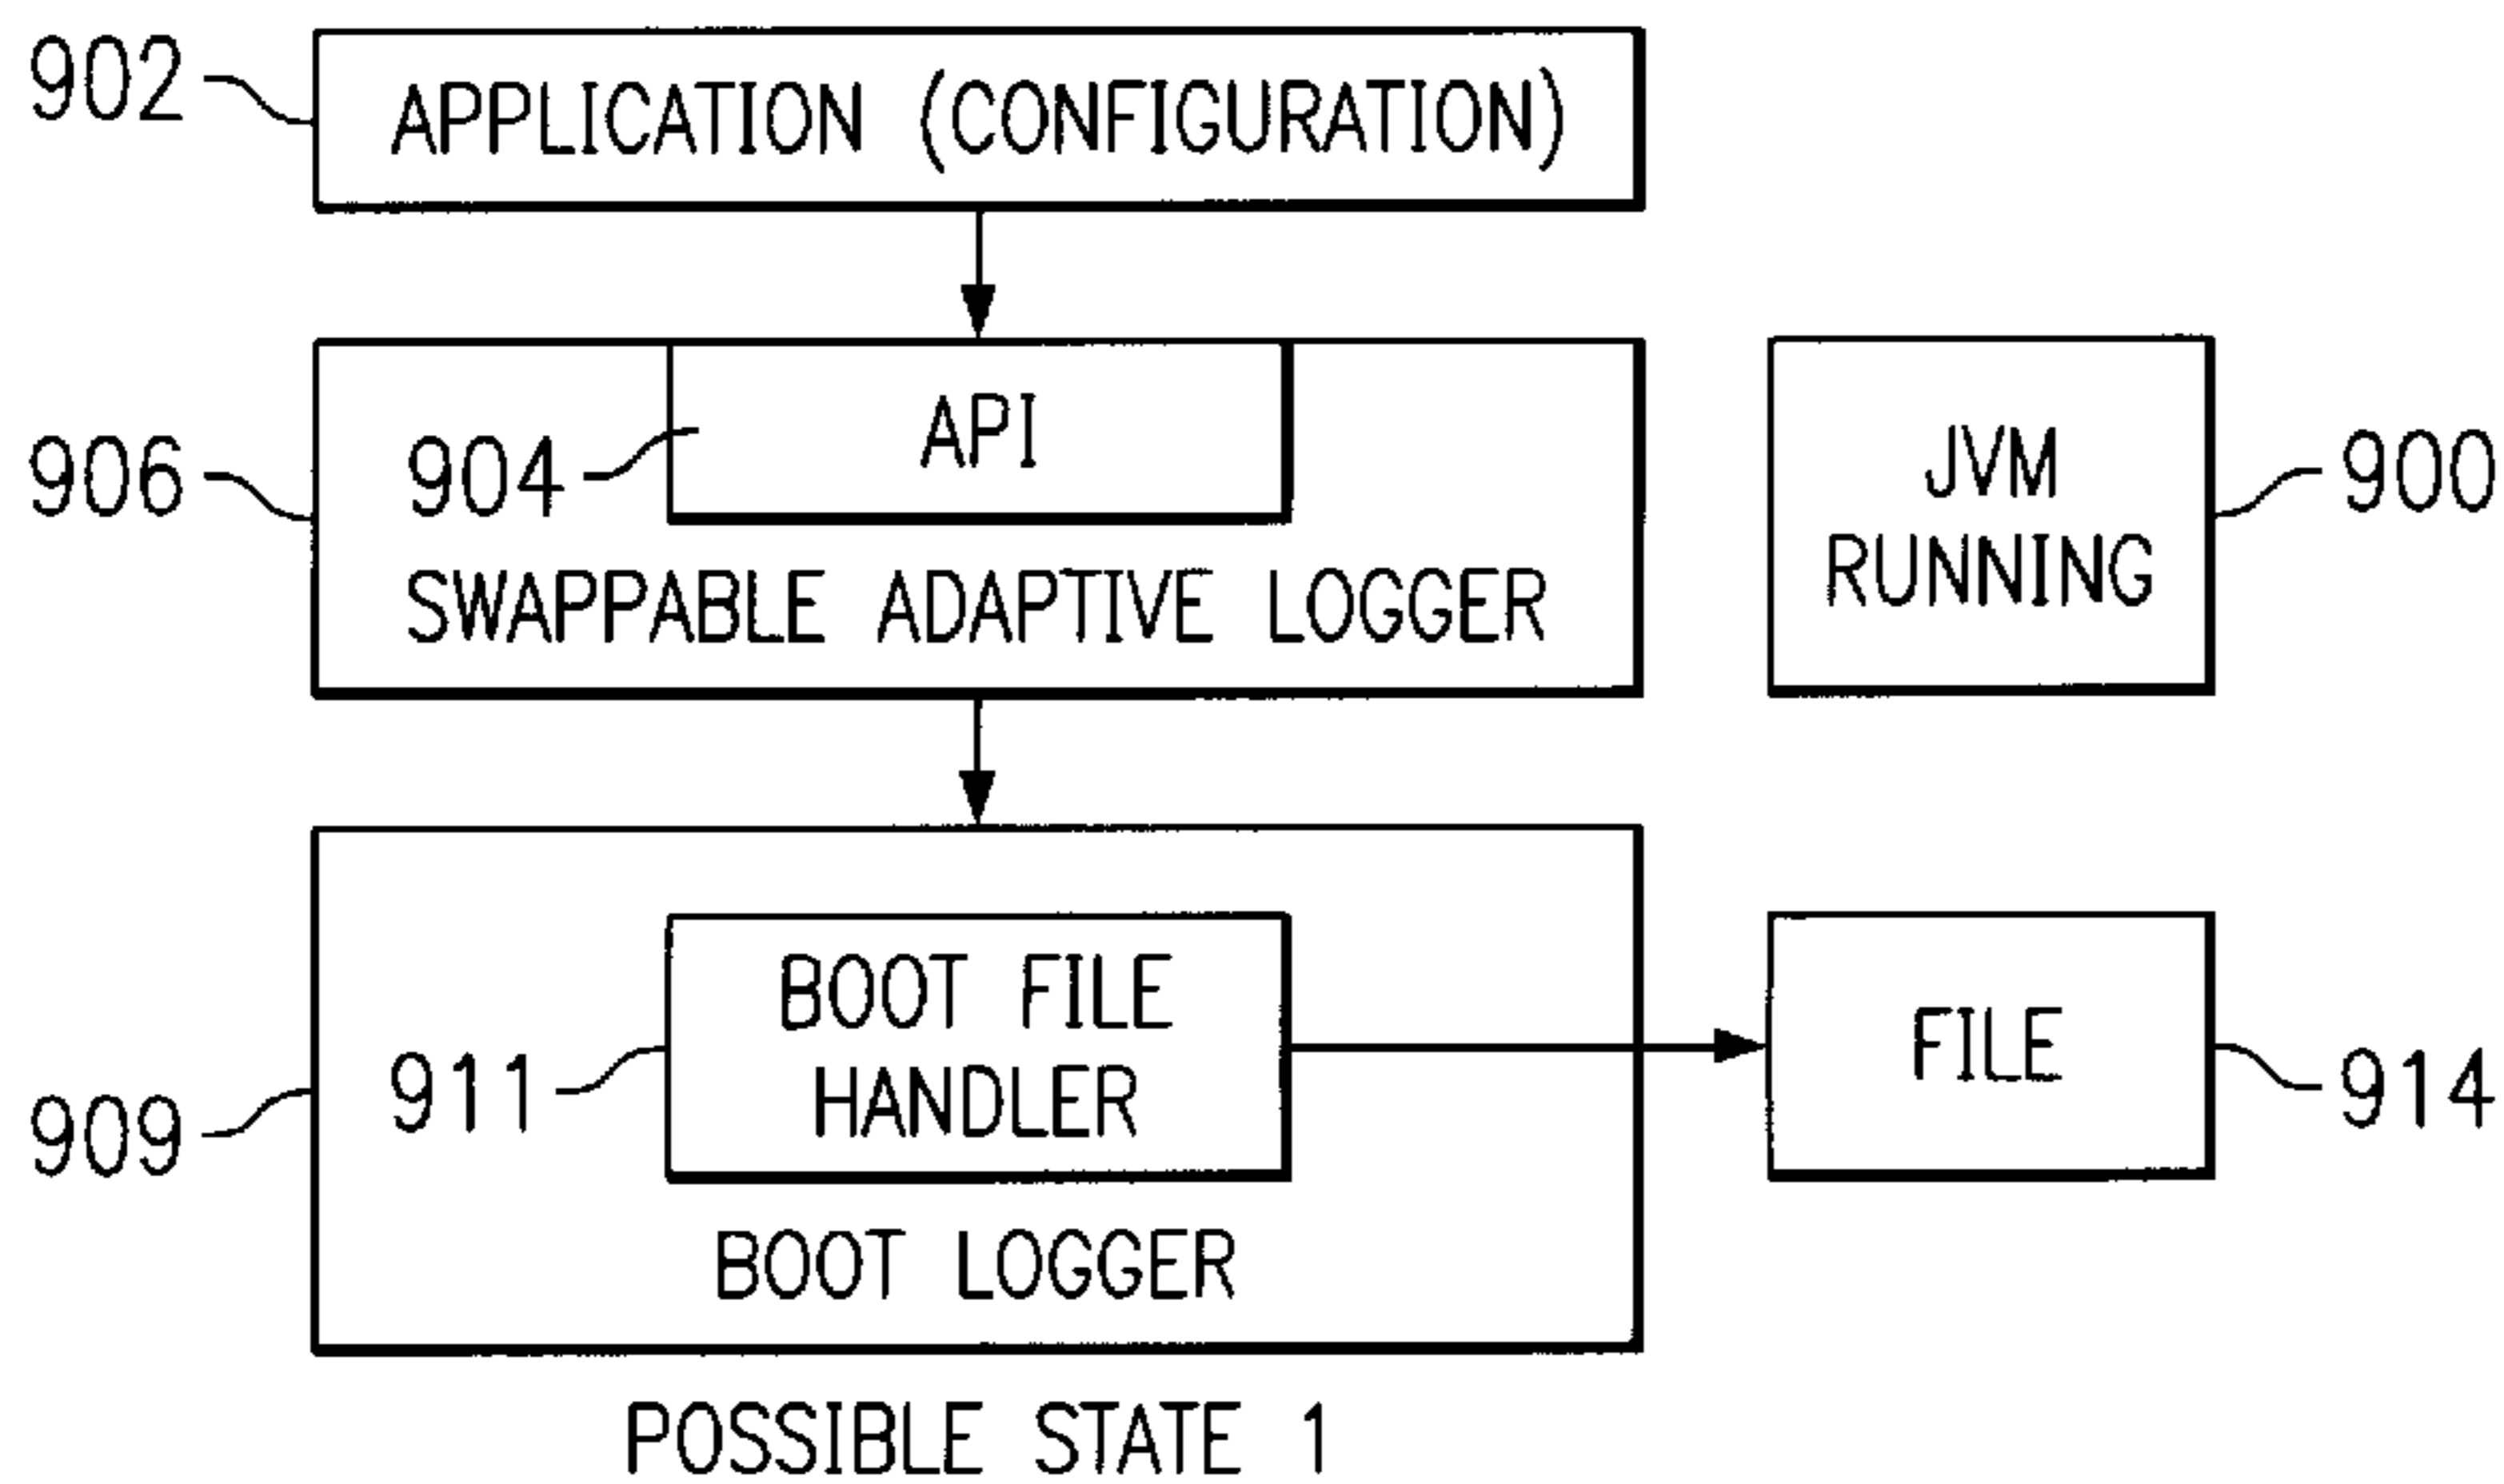 902
APPLICATION (CONFIGURATION)
906
904
API
SWAPPABLE ADAPTIVE LOGGER
JVM
RUNNING
900
909
911
BOOT FILE
HANDLER
BOOT LOGGER
FILE
914
POSSIBLE STATE 1